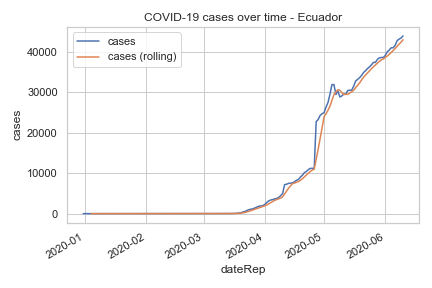 COVID-19 cases over time - Ecuador
cases
cases (rolling)
40000
30000
20000
10000
0
cases
2020-01
2020-02
2020-03
2020-04
2020-05
2020-06
dateRep